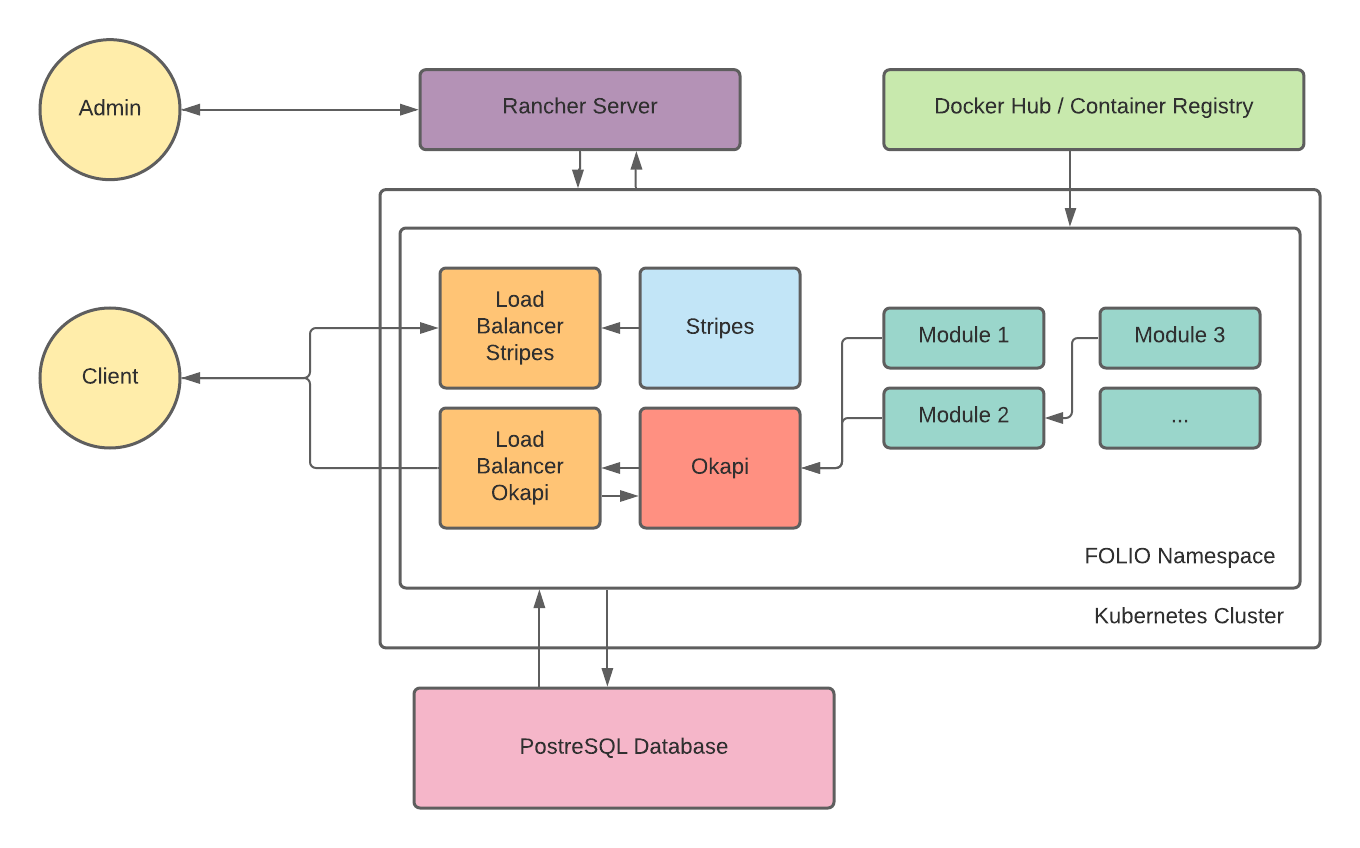 Admin
Rancher Server
Docker Hub / Container Registry
Client
Load
Balancer
Stripes
Stripes
Load
Balancer
Okapi
Okapi
Module 1
Module 2
Module 3
...
FOLIO Namespace
Kubernetes Cluster
PostreSQL Database